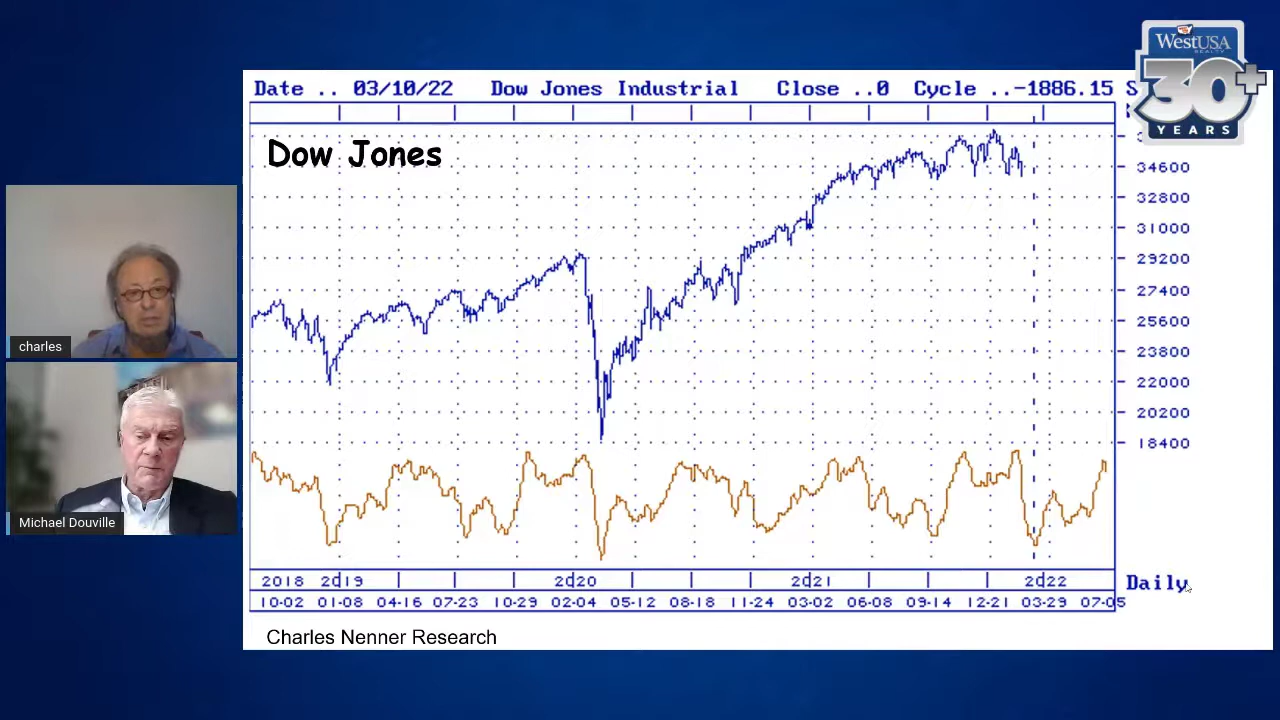 WestUSA
REALTY
30+
YEARS
Date .. 03/10/22 Dow Jones Industrial Close ..0 Cycle ..-1886.15 S
Dow Jones
34600
32800
31000
29200
27400
25600
23800
22000
20200
18400
charles
Michael Douville
2018 2019 2020 2021 2022
Daily
10-02 01-08 04-16 07-23 10-29 02-04 05-12 08-18 11-24 03-02 06-08 09-14 12-21 03-29 07-05
Charles Nenner Research